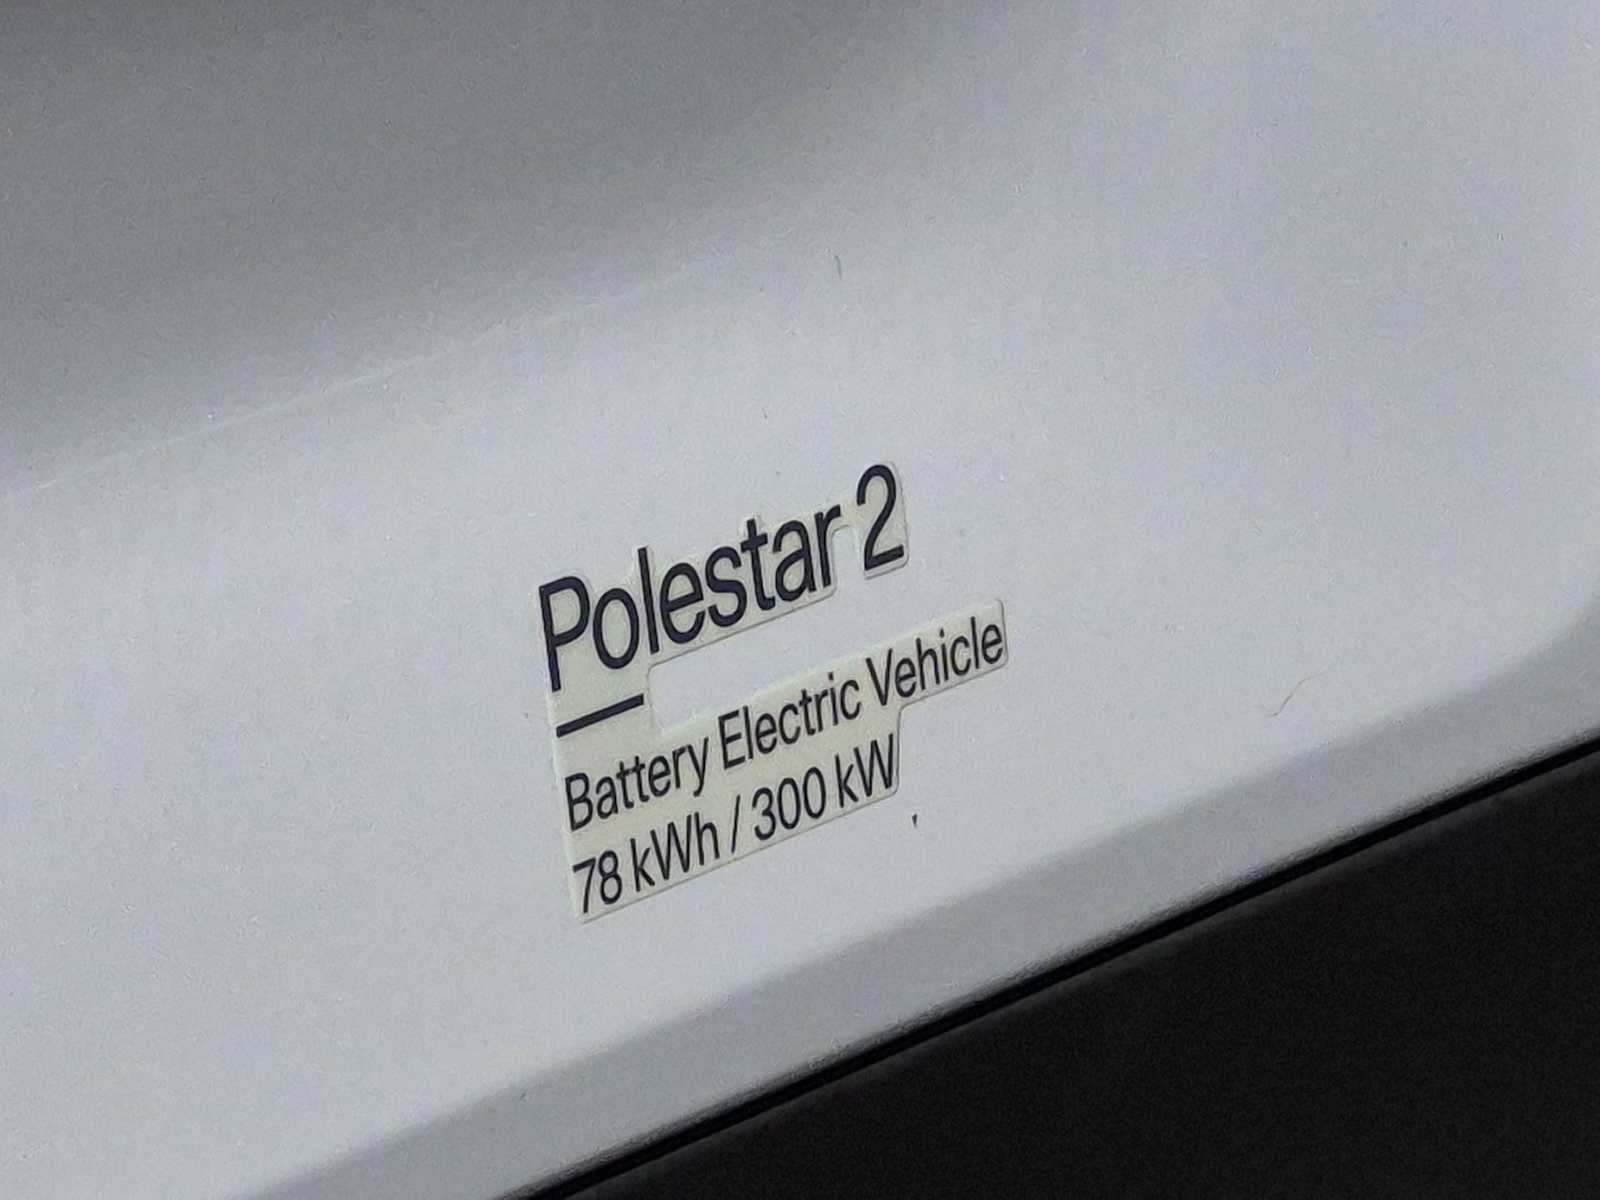 Polestar 2
Battery Electric Vehicle
78 kWh / 300 kW